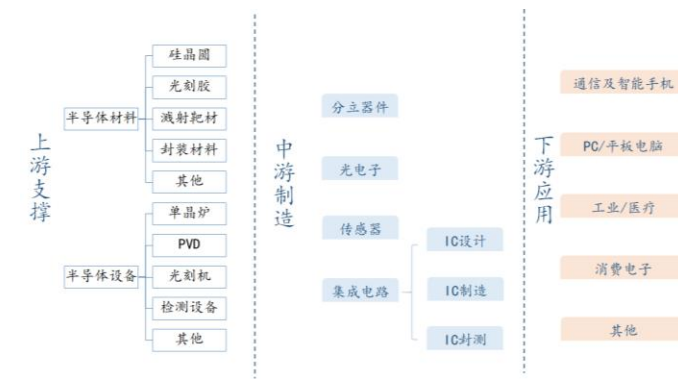 上游支撑
半导体材料
硅晶圆
光刻胶
溅射靶材
封装材料
其他
半导体设备
单晶炉
PVD
光刻机
检测设备
其他
中游制造
分立器件
光电子
传感器
集成电路
IC设计
IC制造
IC封测
下游应用
通信及智能手机
PC/平板电脑
工业/医疗
消费电子
其他